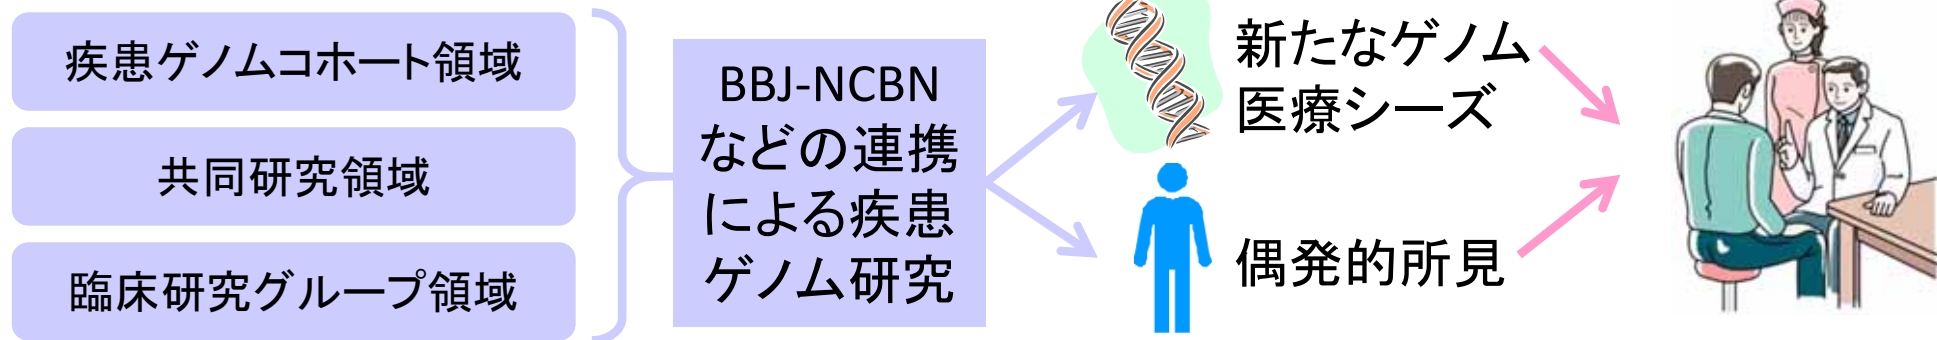 疾患ゲノムコホート領域
共同研究領域
臨床研究グループ領域
BBJ-NCBN
などの連携
による疾患
ゲノム研究
新たなゲノム
医療シーズ
偶発的所見